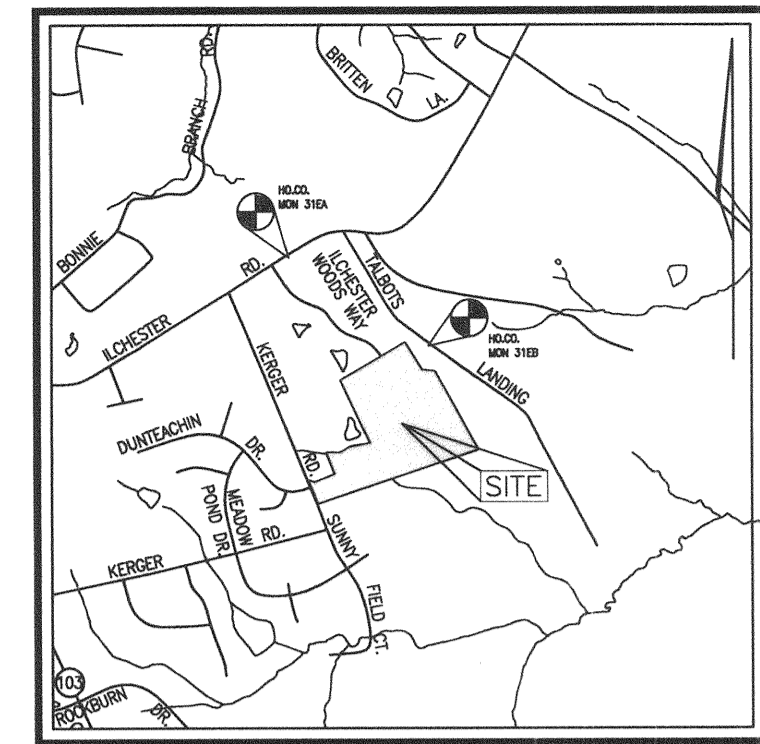 BRITTEN LA.
BRANCH RD.
HO.CO.
MON 31EA
BONNIE
ILCHESTER RD.
ILCHESTER
WOODS WAY
TALBOTS
LANDING
HO.CO.
MON 31EB
KERGER RD.
DUNTEACHIN DR.
SITE
MEADOW
POND DR.
KERGER RD.
SUNNY
FIELD CT.
103
ROCKBURN DR.